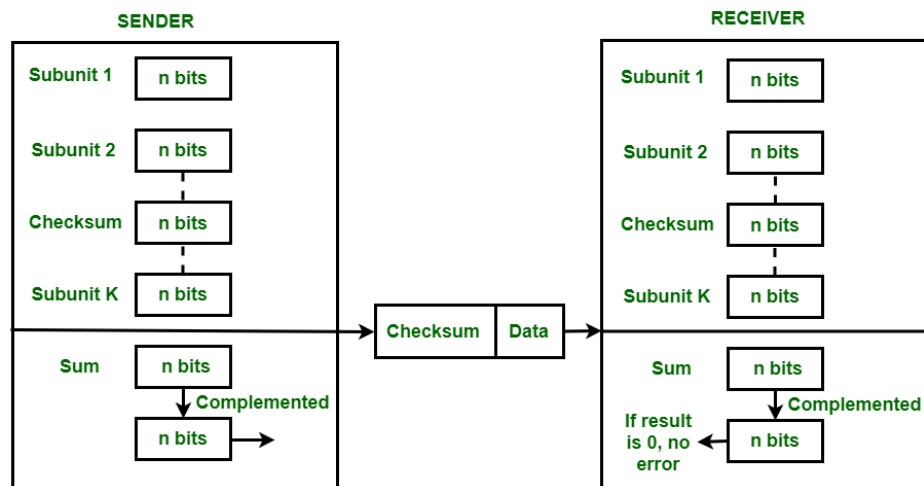 SENDER
Subunit 1
n bits
Subunit 2
n bits
Checksum
n bits
Subunit K
n bits
Sum
n bits
Complemented
n bits
Checksum
Data
RECEIVER
Subunit 1
n bits
Subunit 2
n bits
Checksum
n bits
Subunit K
n bits
Sum
n bits
Complemented
If result
is 0, no
error
n bits